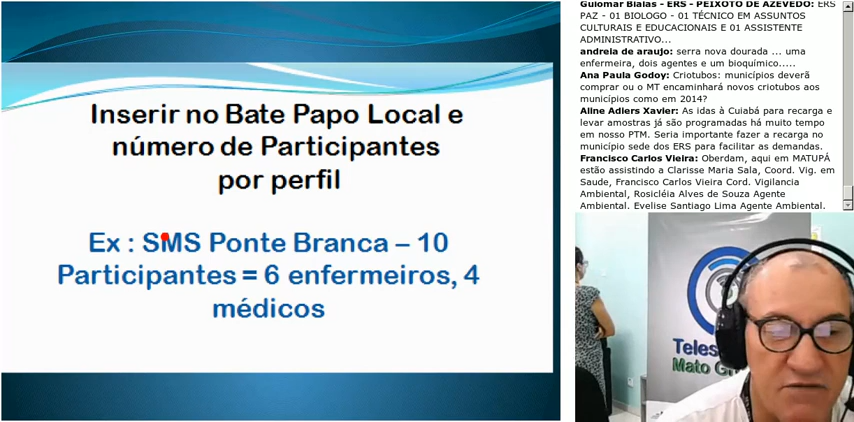 Inserir no Bate Papo Local e
número de Participantes
por perfil
Ex : SMS Ponte Branca – 10
Participantes = 6 enfermeiros, 4
médicos
Guiomar Bialas - ERS - PEIXOTO DE AZEVEDO: ERS
PAZ - 01 BIOLOGO - 01 TÉCNICO EM ASSUNTOS
CULTURAIS E EDUCACIONAIS E 01 ASSISTENTE
ADMINISTRATIVO...
andreia de araujo: serra nova dourada ... uma
enfermeira, dois agentes e um bioquímico.....
Ana Paula Godoy: Criotubos: municípios deverã
comprar ou o MT encaminhará novos criotubos aos
municípios como em 2014?
Aline Adiers Xavier: As idas à Cuiabá para recarga e
levar amostras já são programadas há muito tempo
em nosso PTM. Seria importante fazer a recarga no
município sede dos ERS para facilitar as demandas.
Francisco Carlos Vieira: Oberdam, aqui em MATUPÁ
estão assistindo a Clarisse Maria Sala, Coord. Vig. em
Saude, Francisco Carlos Vieira Cord. Vigilancia
Ambiental, Rosicléia Alves de Souza Agente
Ambiental. Evelise Santiago Lima Agente Ambiental.
Teles
Mato G